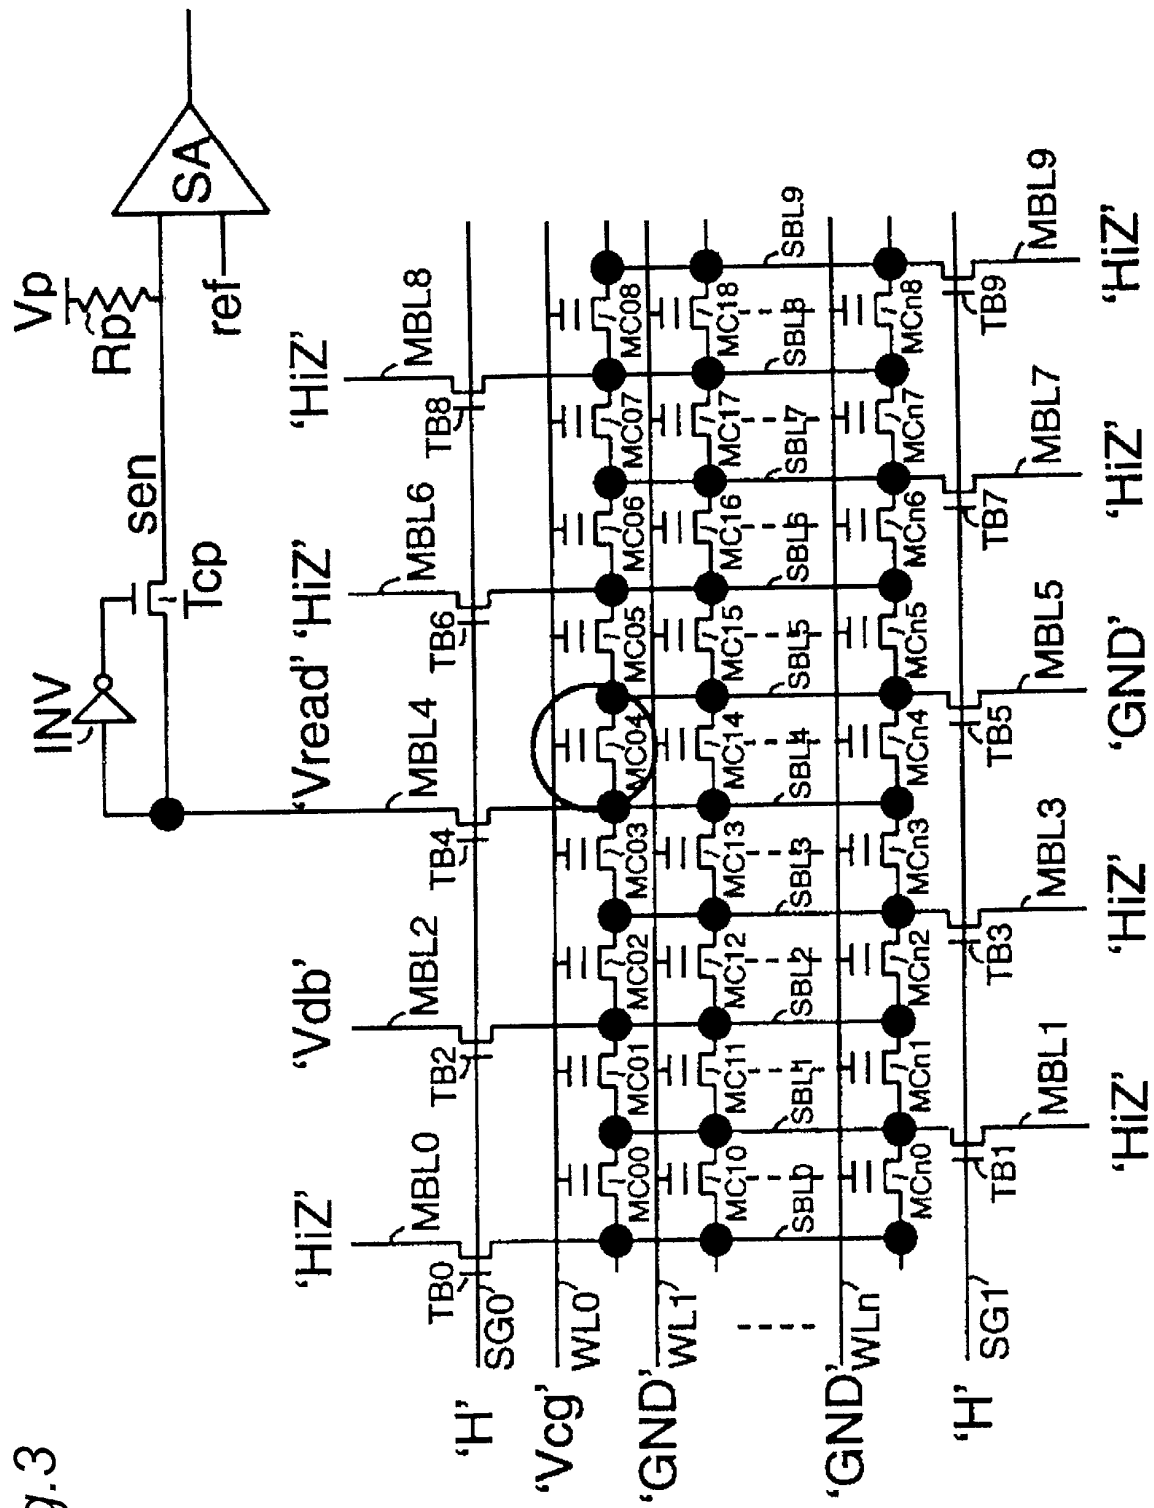 g.3
Vp
Rp
SA
ref
sen
Tcp
INV
'HiZ'
'Vdb'
'Vread'
'HiZ'
'HiZ'
MBL0
MBL2
MBL4
MBL6
MBL8
TB0
TB2
TB4
TB6
TB8
'H'
SG0
'Vcg'
WL0
MC00
MC01
MC02
MC03
MC04
MC05
MC06
MC07
MC08
'GND'
WL1
MC10
MC11
MC12
MC13
MC14
MC15
MC16
MC17
MC18
SBL0
SBL1
SBL2
SBL3
SBL4
SBL5
SBL6
SBL7
SBL8
SBL9
'GND'
WLn
MCn0
MCn1
MCn2
MCn3
MCn4
MCn5
MCn6
MCn7
MCn8
'H'
SG1
TB1
TB3
TB5
TB7
TB9
MBL1
MBL3
MBL5
MBL7
MBL9
'HiZ'
'HiZ'
'GND'
'HiZ'
'HiZ'